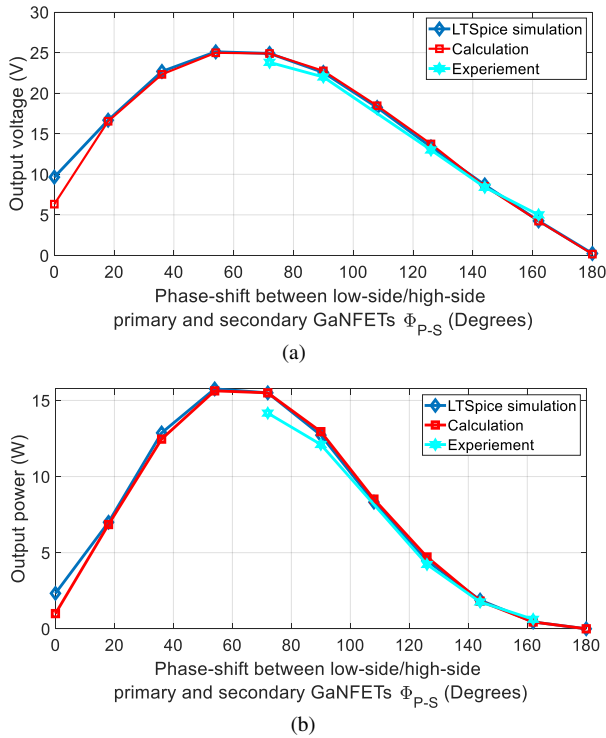 30
25
20
15
10
5
0
Output voltage (V)
LTSpice simulation
Calculation
Experiement
0 20 40 60 80 100 120 140 160 180
Phase-shift between low-side/high-side
primary and secondary GaNFETs Φ_P-S (Degrees)
(a)
15
10
5
0
Output power (W)
LTSpice simulation
Calculation
Experiement
0 20 40 60 80 100 120 140 160 180
Phase-shift between low-side/high-side
primary and secondary GaNFETs Φ_P-S (Degrees)
(b)